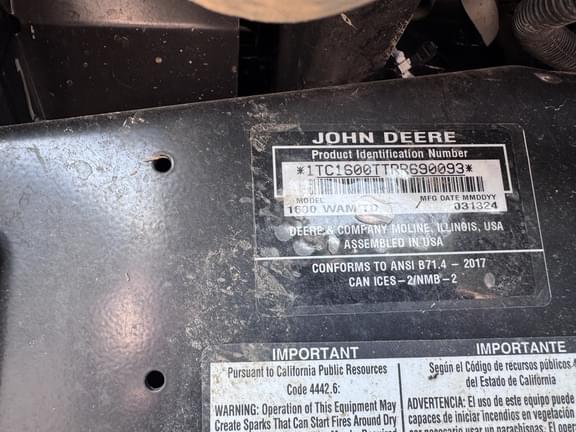 JOHN DEERE
Product Identification Number
*1TC1600TTRR690093*
MODEL
MFG DATE MMDDYY
1600 WAM TD
031324
DEERE & COMPANY MOLINE, ILLINOIS, USA
ASSEMBLED IN USA
CONFORMS TO ANSI B71.4 – 2017
CAN ICES-2/NMB-2
IMPORTANT
Pursuant to California Public Resources
Code 4442.6:
WARNING: Operation of This Equipment May
Create Sparks That Can Start Fires Around Dry
IMPORTANTE
Según el Código de recursos públicos
del Estado de California
ADVERTENCIA: El uso de este equipo puede
capaces de iniciar incendios en vegetación